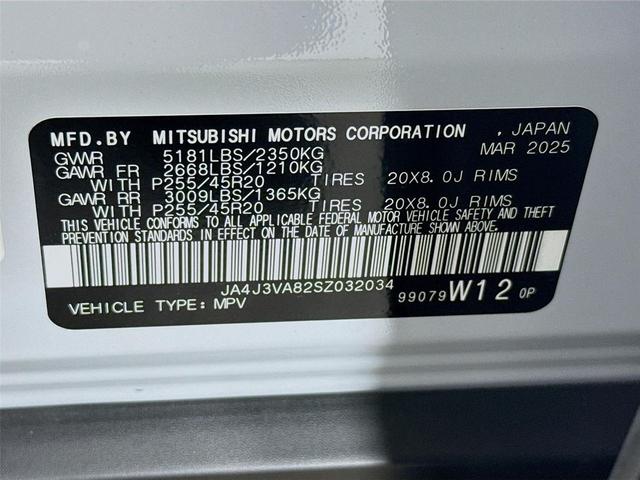 MFD.BY MITSUBISHI MOTORS CORPORATION , JAPAN
GVWR 5181LBS/2350KG MAR 2025
GAWR FR 2668LBS/1210KG
WITH P255/45R20 TIRES 20X8.0J RIMS
GAWR RR 3009LBS/1365KG
WITH P255/45R20 TIRES 20X8.0J RIMS
THIS VEHICLE CONFORMS TO ALL APPLICABLE FEDERAL MOTOR VEHICLE SAFETY AND THEFT
PREVENTION STANDARDS IN EFFECT ON THE DATE OF MANUFACTURE SHOWN ABOVE.
JA4J3VA82SZ032034
VEHICLE TYPE: MPV 99079 W12 0P